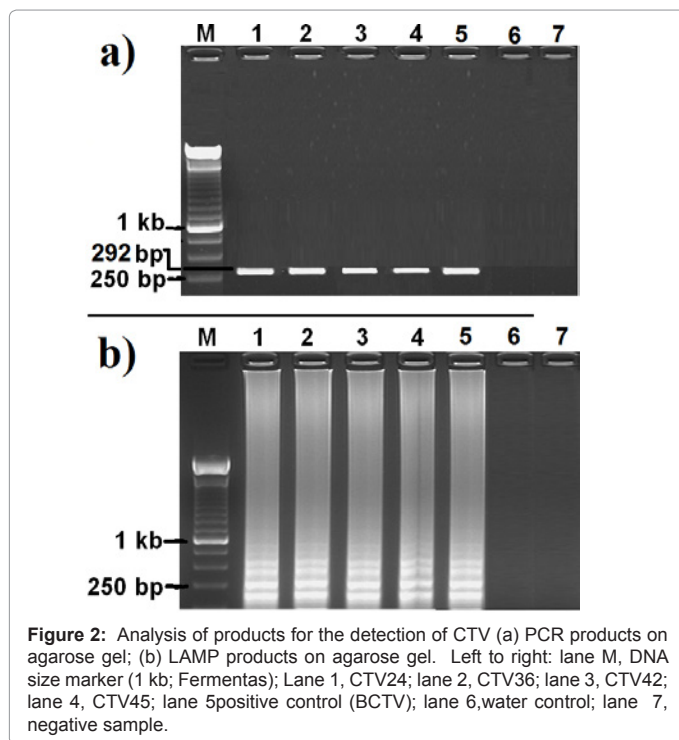 a)
M 1 2 3 4 5 6 7
1 kb
292 bp
250 bp
b)
M 1 2 3 4 5 6 7
1 kb
250 bp
Figure 2: Analysis of products for the detection of CTV (a) PCR products on
agarose gel; (b) LAMP products on agarose gel. Left to right: lane M, DNA
size marker (1 kb; Fermentas); Lane 1, CTV24; lane 2, CTV36; lane 3, CTV42;
lane 4, CTV45; lane 5positive control (BCTV); lane 6,water control; lane 7,
negative sample.